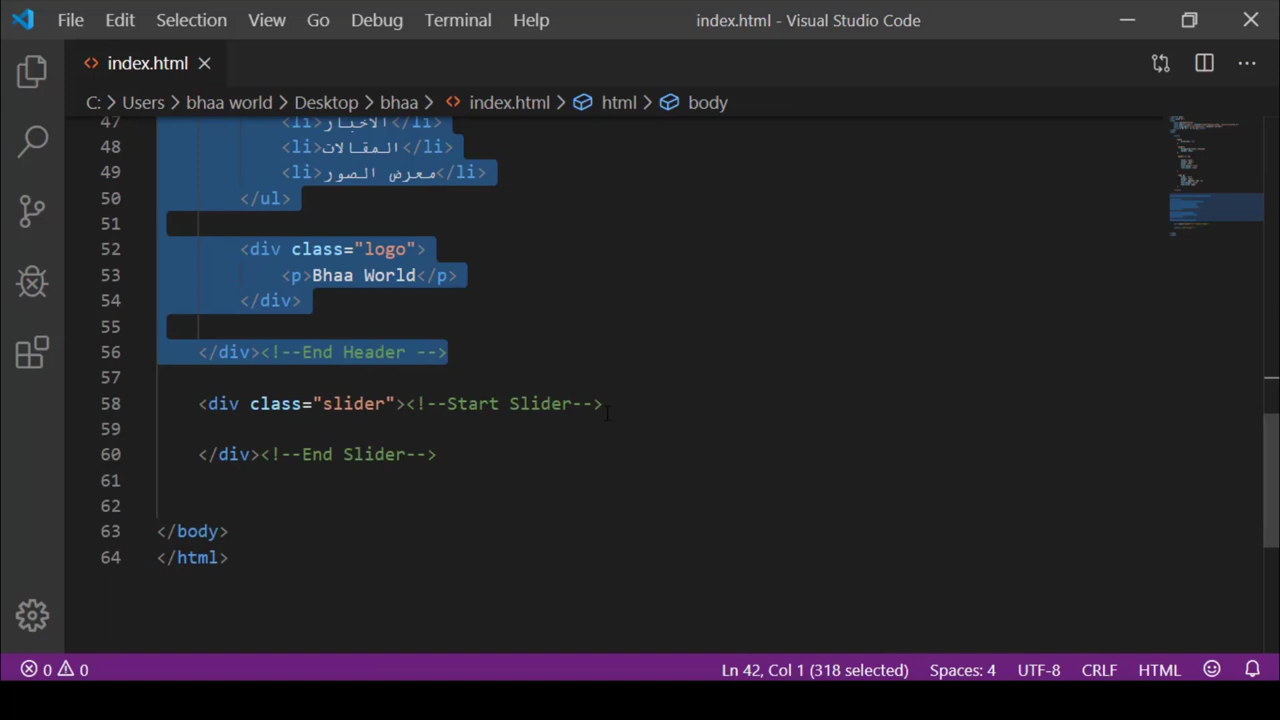 File Edit Selection View Go Debug Terminal Help index.html - Visual Studio Code
index.html
C: > Users > bhaa world > Desktop > bhaa > index.html > html > body
47 <li>الاخبار</li>
48 <li>المقالات</li>
49 <li>معرض الصور</li>
50 </ul>
51
52 <div class="logo">
53 <p>Bhaa World</p>
54 </div>
55
56 </div><!--End Header -->
57
58 <div class="slider"><!--Start Slider-->
59
60 </div><!--End Slider-->
61
62
63 </body>
64 </html>
0 0 Ln 42, Col 1 (318 selected) Spaces: 4 UTF-8 CRLF HTML